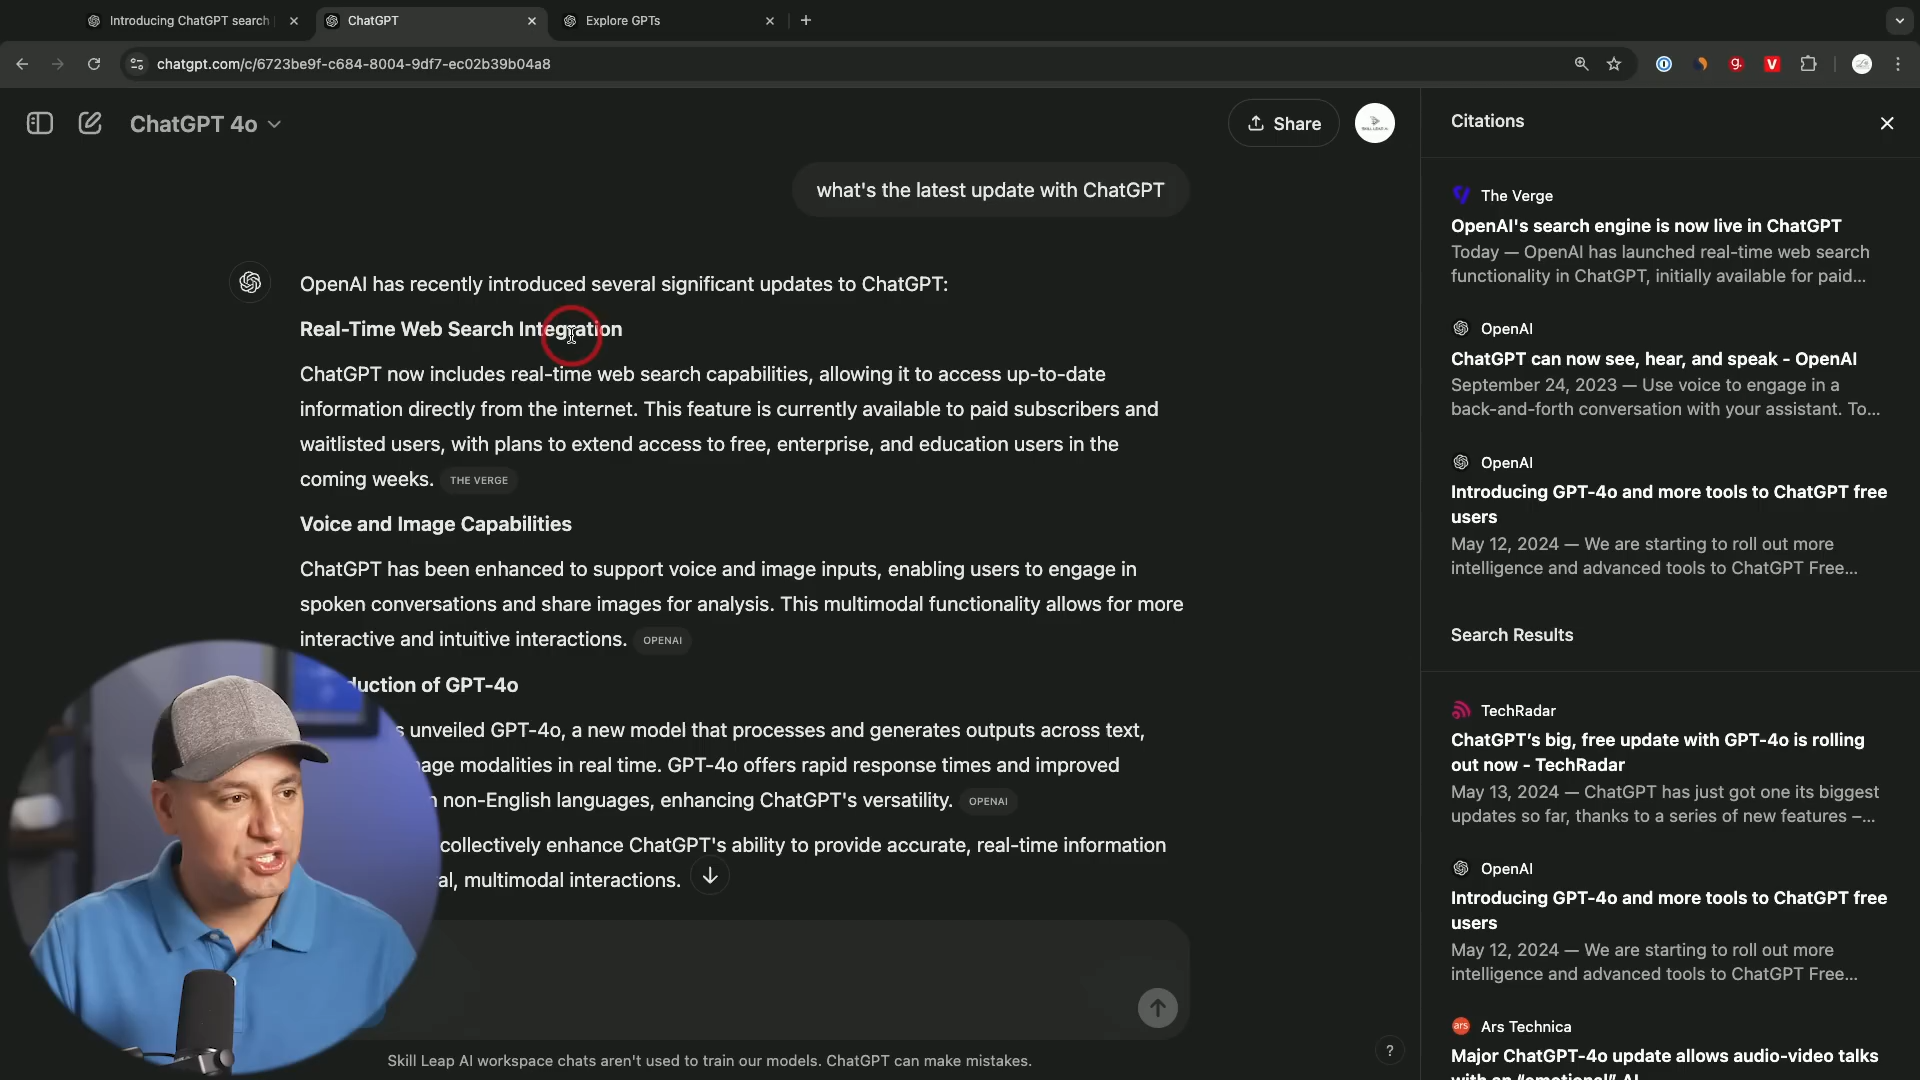 Introducing ChatGPT search
ChatGPT
Explore GPTs
chatgpt.com/c/6723be9f-c684-8004-9df7-ec02b39b04a8
ChatGPT 4o
Share
what's the latest update with ChatGPT
OpenAI has recently introduced several significant updates to ChatGPT:
Real-Time Web Search Integration
ChatGPT now includes real-time web search capabilities, allowing it to access up-to-date
information directly from the internet. This feature is currently available to paid subscribers and
waitlisted users, with plans to extend access to free, enterprise, and education users in the
coming weeks. THE VERGE
Voice and Image Capabilities
ChatGPT has been enhanced to support voice and image inputs, enabling users to engage in
spoken conversations and share images for analysis. This multimodal functionality allows for more
interactive and intuitive interactions. OPENAI
duction of GPT-4o
s unveiled GPT-4o, a new model that processes and generates outputs across text,
age modalities in real time. GPT-4o offers rapid response times and improved
n non-English languages, enhancing ChatGPT's versatility. OPENAI
collectively enhance ChatGPT's ability to provide accurate, real-time information
al, multimodal interactions.
Skill Leap AI workspace chats aren't used to train our models. ChatGPT can make mistakes.
?
Citations
The Verge
OpenAI's search engine is now live in ChatGPT
Today — OpenAI has launched real-time web search
functionality in ChatGPT, initially available for paid...
OpenAI
ChatGPT can now see, hear, and speak - OpenAI
September 24, 2023 — Use voice to engage in a
back-and-forth conversation with your assistant. To...
OpenAI
Introducing GPT-4o and more tools to ChatGPT free
users
May 12, 2024 — We are starting to roll out more
intelligence and advanced tools to ChatGPT Free...
Search Results
TechRadar
ChatGPT's big, free update with GPT-4o is rolling
out now - TechRadar
May 13, 2024 — ChatGPT has just got one its biggest
updates so far, thanks to a series of new features –...
OpenAI
Introducing GPT-4o and more tools to ChatGPT free
users
May 12, 2024 — We are starting to roll out more
intelligence and advanced tools to ChatGPT Free...
ars Ars Technica
Major ChatGPT-4o update allows audio-video talks
with an "emotional" AI